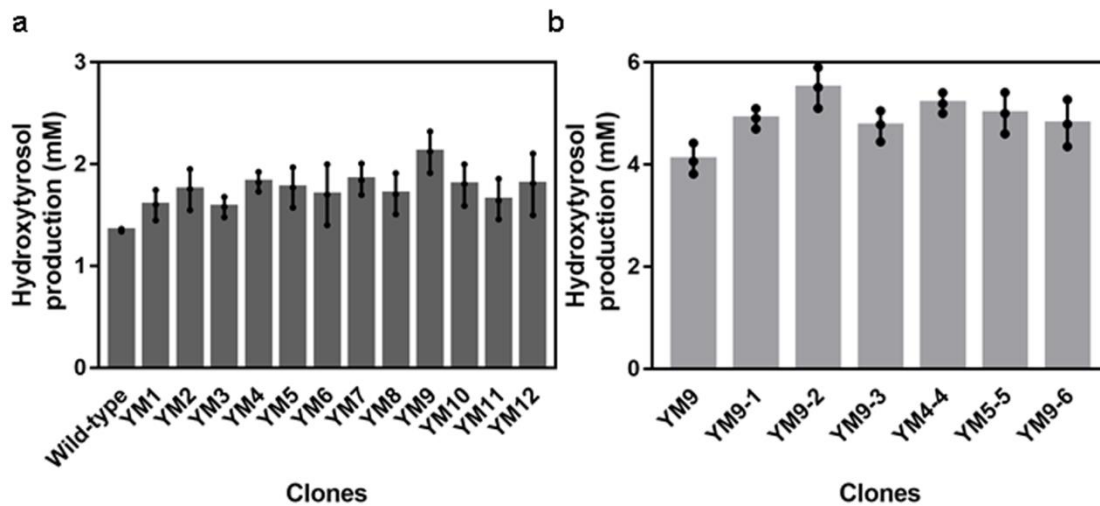 a
Hydroxytyrosol
production (mM)
3
2
1
0
Wild-type
YM1
YM2
YM3
YM4
YM5
YM6
YM7
YM8
YM9
YM10
YM11
YM12
Clones
b
Hydroxytyrosol
production (mM)
6
4
2
0
YM9
YM9-1
YM9-2
YM9-3
YM4-4
YM5-5
YM9-6
Clones